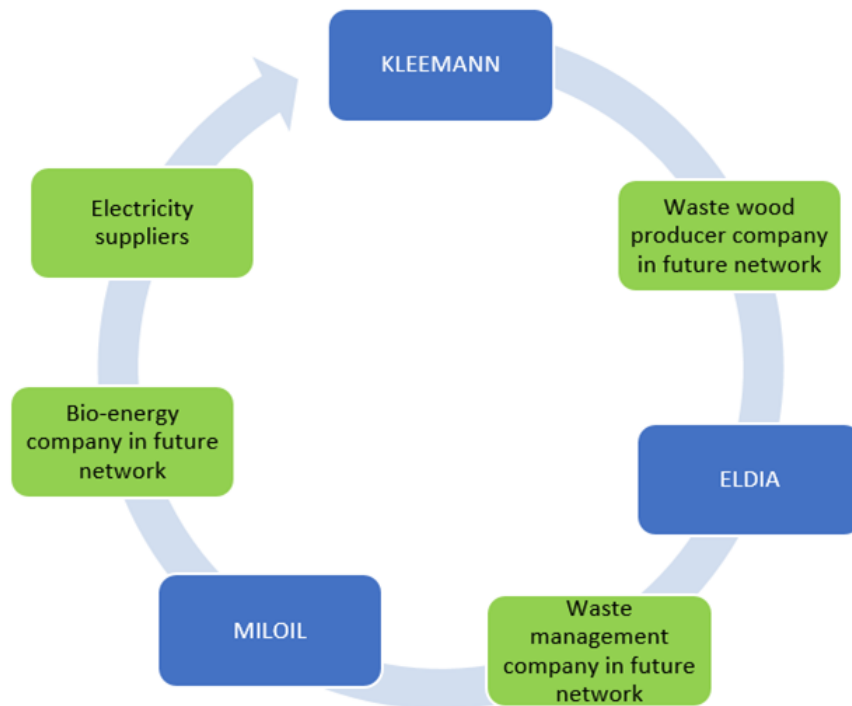 KLEEMANN
Waste wood
producer company
in future network
ELDIA
Waste
management
company in future
network
MILOIL
Bio-energy
company in future
network
Electricity
suppliers